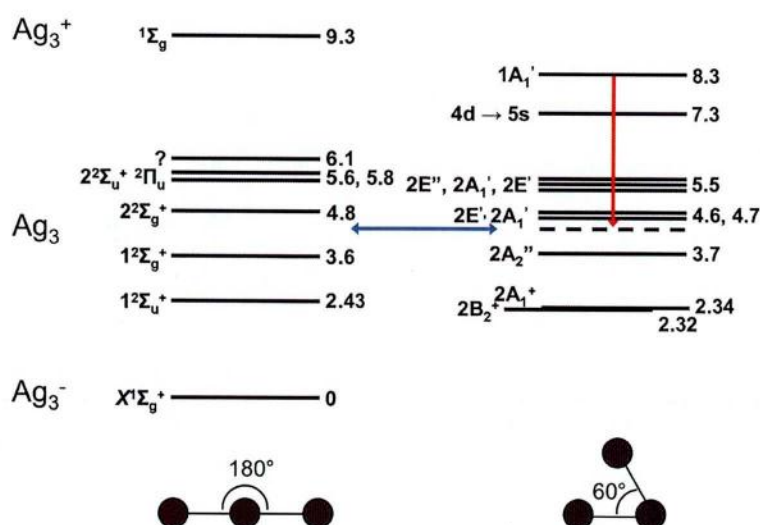 Ag₃⁺
¹Σg 9.3
1A₁' 8.3
4d → 5s 7.3
? 6.1
2²Σᵤ⁺ ²Πᵤ 5.6, 5.8
2E'', 2A₁', 2E' 5.5
Ag₃
2²Σg⁺ 4.8
2E', 2A₁' 4.6, 4.7
1²Σg⁺ 3.6
2A₂'' 3.7
1²Σᵤ⁺ 2.43
2A₁⁺ 2.34
2B₂⁺ 2.32
Ag₃⁻
X¹Σg⁺ 0
180°
60°